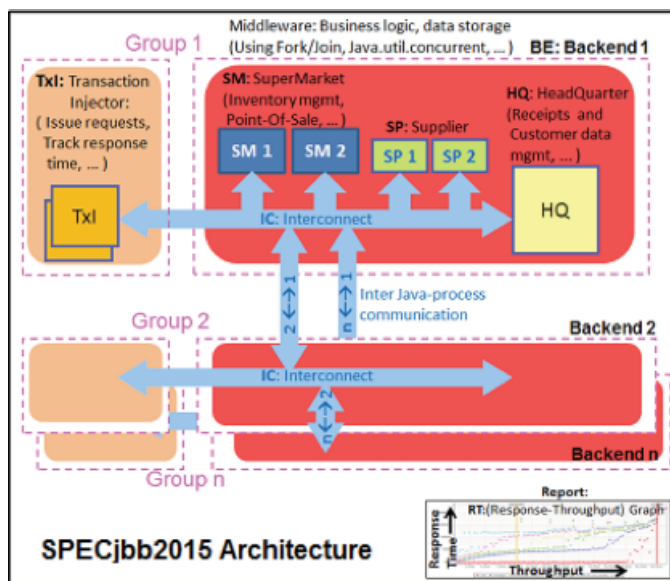 Group 1
Middleware: Business logic, data storage
(Using Fork/Join, Java.util.concurrent, ... )
BE: Backend 1
TxI: Transaction
Injector:
( Issue requests,
Track response
time, ... )
TxI
SM: SuperMarket
(Inventory mgmt,
Point-Of-Sale, ... )
SM 1
SM 2
SP: Supplier
SP 1
SP 2
HQ: HeadQuarter
(Receipts and
Customer data
mgmt, ... )
HQ
IC: Interconnect
2<-->1
n<-->1
Inter Java-process
communication
Group 2
Backend 2
IC: Interconnect
n<-->2
Group n
Backend n
SPECjbb2015 Architecture
Report:
RT:(Response-Throughput) Graph
Response
Time
Throughput